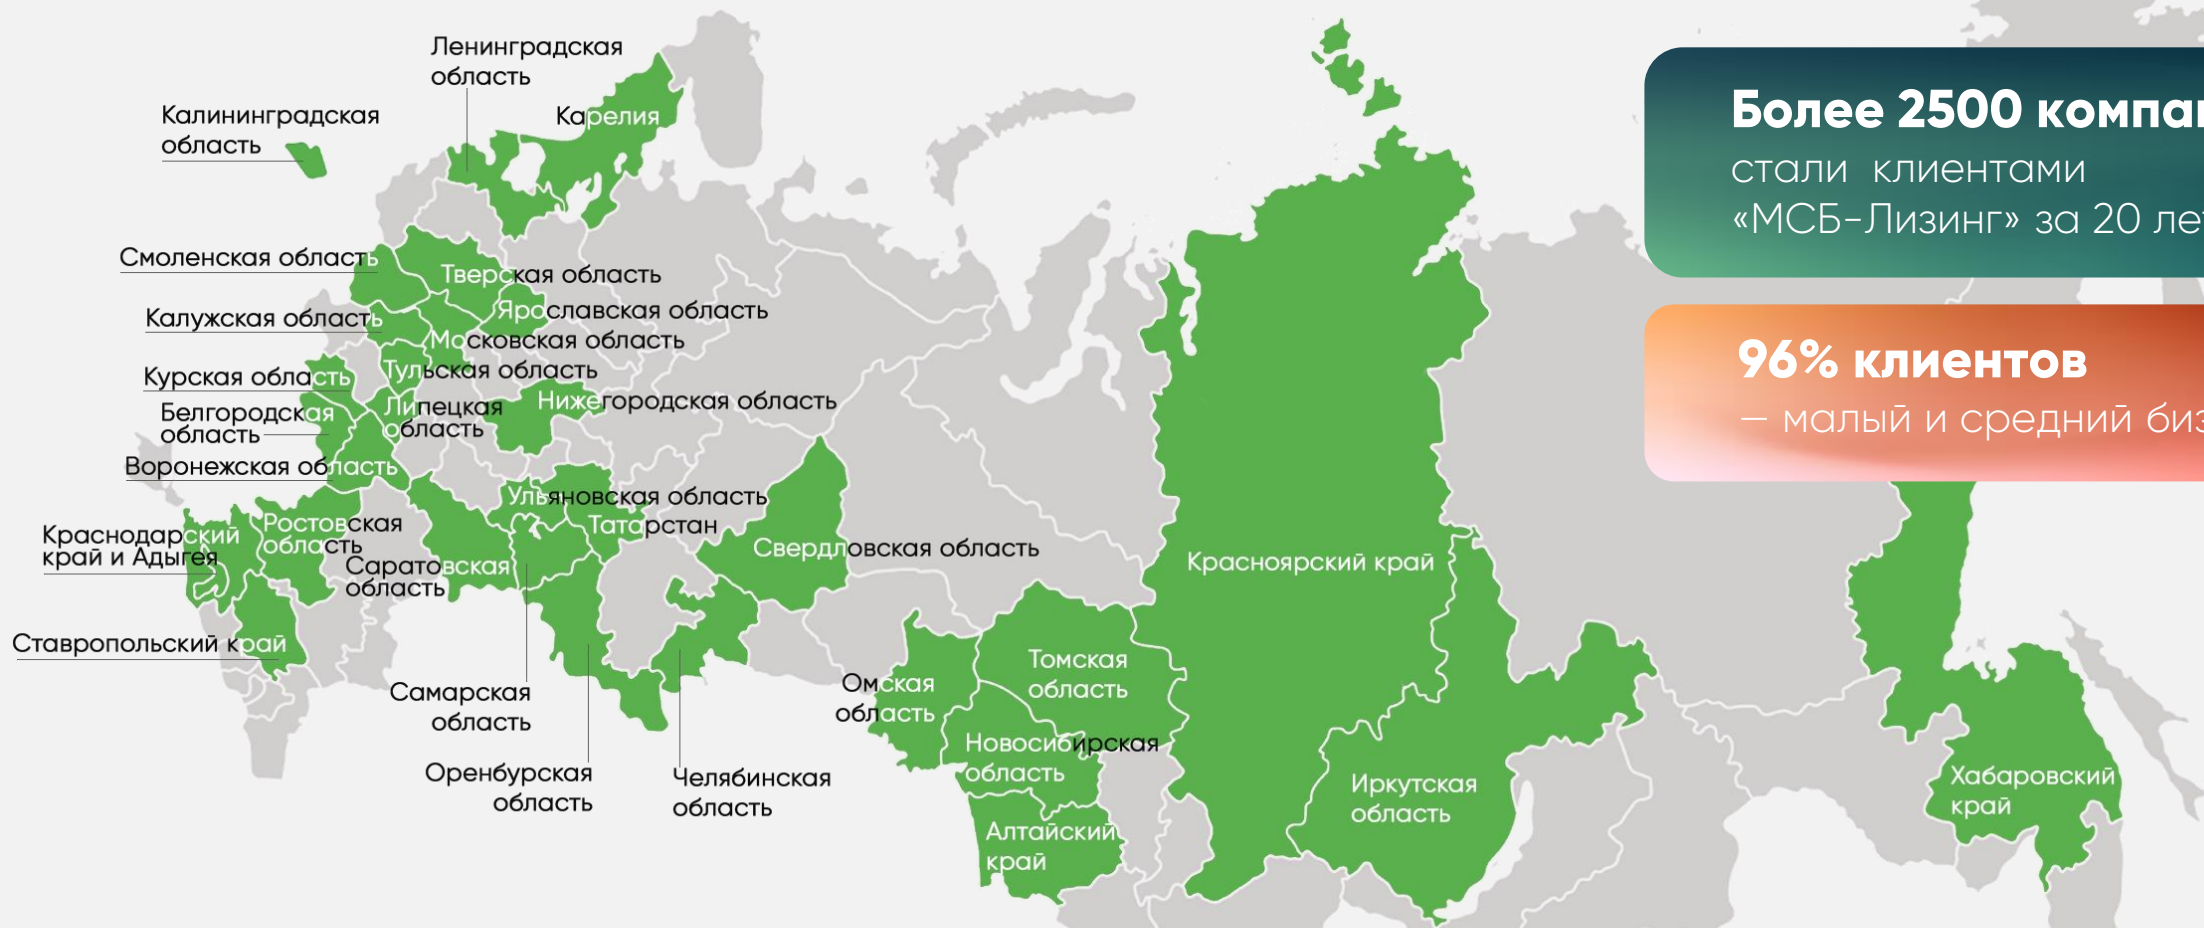 Ленинградская
область
Карелия
Калининградская
область
Смоленская область
Тверская область
Ярославская область
Калужская область
Московская область
Тульская область
Курская область
Липецкая
область
Нижегородская область
Белгородская
область
Воронежская область
Ульяновская область
Татарстан
Ростовская
область
Краснодарский
край и Адыгея
Свердловская область
Саратовская
область
Красноярский край
Ставропольский край
Самарская
область
Оренбургская
область
Челябинская
область
Омская
область
Томская
область
Новосибирская
область
Алтайский
край
Иркутская
область
Хабаровский
край
Более 2500
стали клиентами
«МСБ-Лизинг» за 20
96% клиентов
– малый и средний